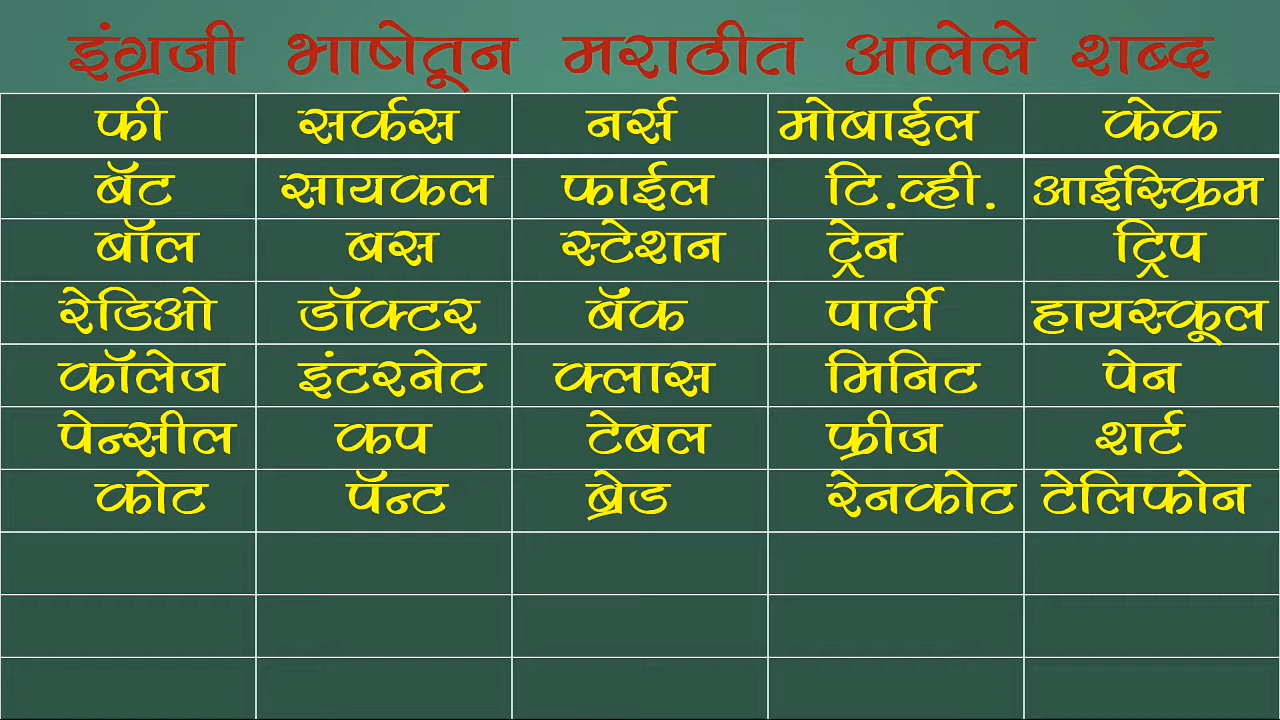 इंग्रजी भाषेतून मराठीत आलेले शब्द
फी सर्कस नर्स मोबाईल केक
बॅट सायकल फाईल टि.व्ही. आईस्क्रिम
बॉल बस स्टेशन ट्रेन ट्रिप
रेडिओ डॉक्टर बॅंक पार्टी हायस्कूल
कॉलेज इंटरनेट क्लास मिनिट पेन
पेन्सील कप टेबल फ्रीज शर्ट
कोट पॅन्ट ब्रेड रेनकोट टेलिफोन